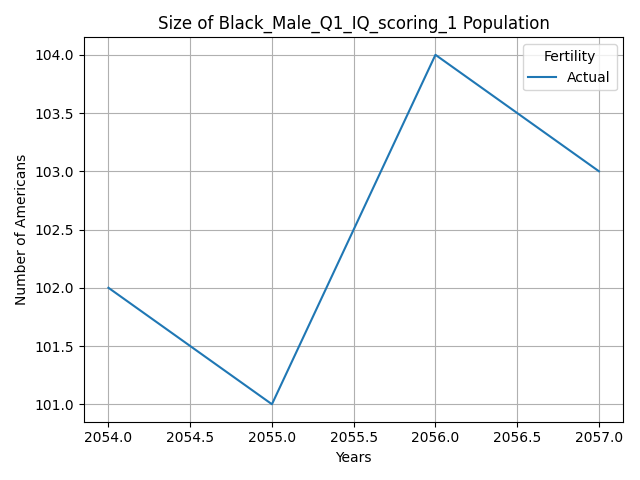 Size of Black_Male_Q1_IQ_scoring_1 Population
Fertility
Actual
104.0
103.5
103.0
102.5
102.0
101.5
101.0
Number of Americans
2054.0 2054.5 2055.0 2055.5 2056.0 2056.5 2057.0
Years